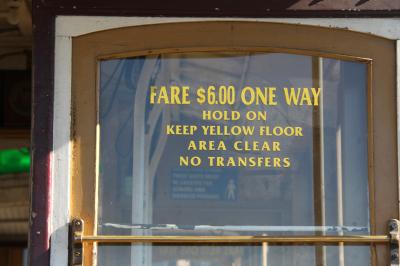 FARE $6.00 ONE WAY
HOLD ON
KEEP YELLOW FLOOR
AREA CLEAR
NO TRANSFERS